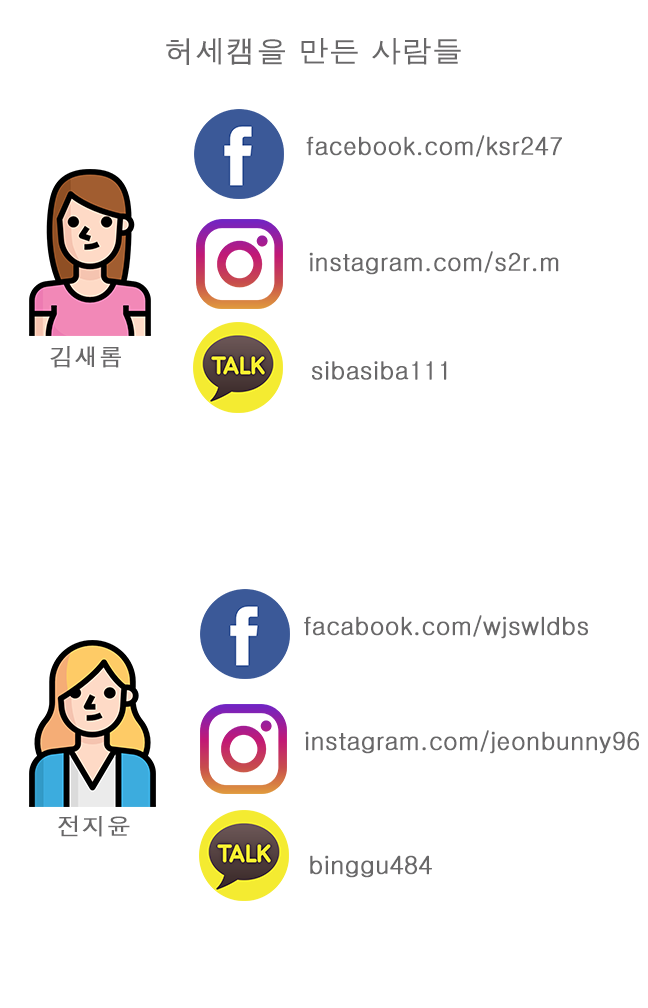 허세캠을 만든 사람들
facebook.com/ksr247
instagram.com/s2r.m
TALK
sibasiba111
김새롬
facabook.com/wjswldbs
instagram.com/jeonbunny96
TALK
binggu484
전지윤